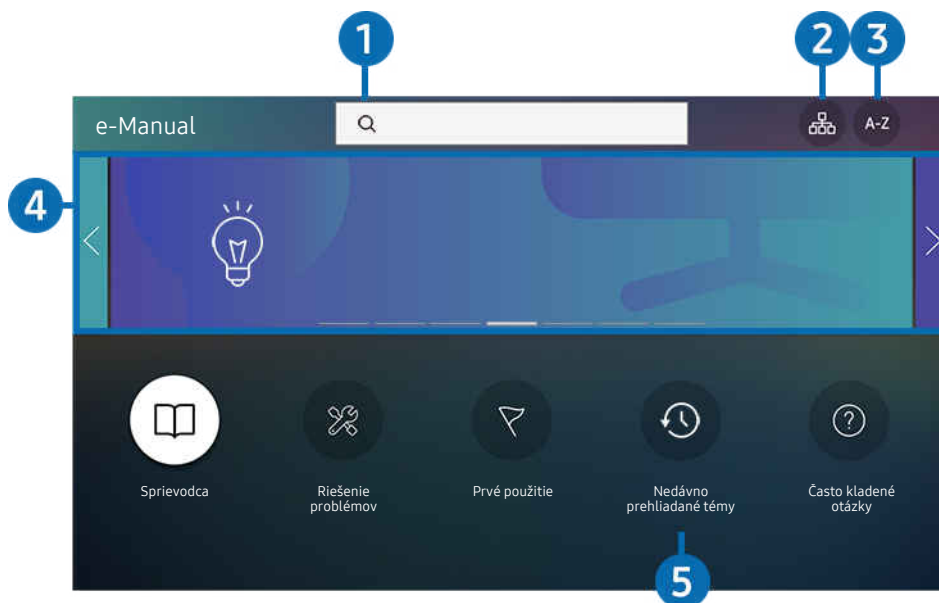 1
2
3
e-Manual
A-Z
4
Sprievodca
Riešenie
problémov
Prvé použitie
Nedávno
prehliadané témy
Často kladené
otázky
5